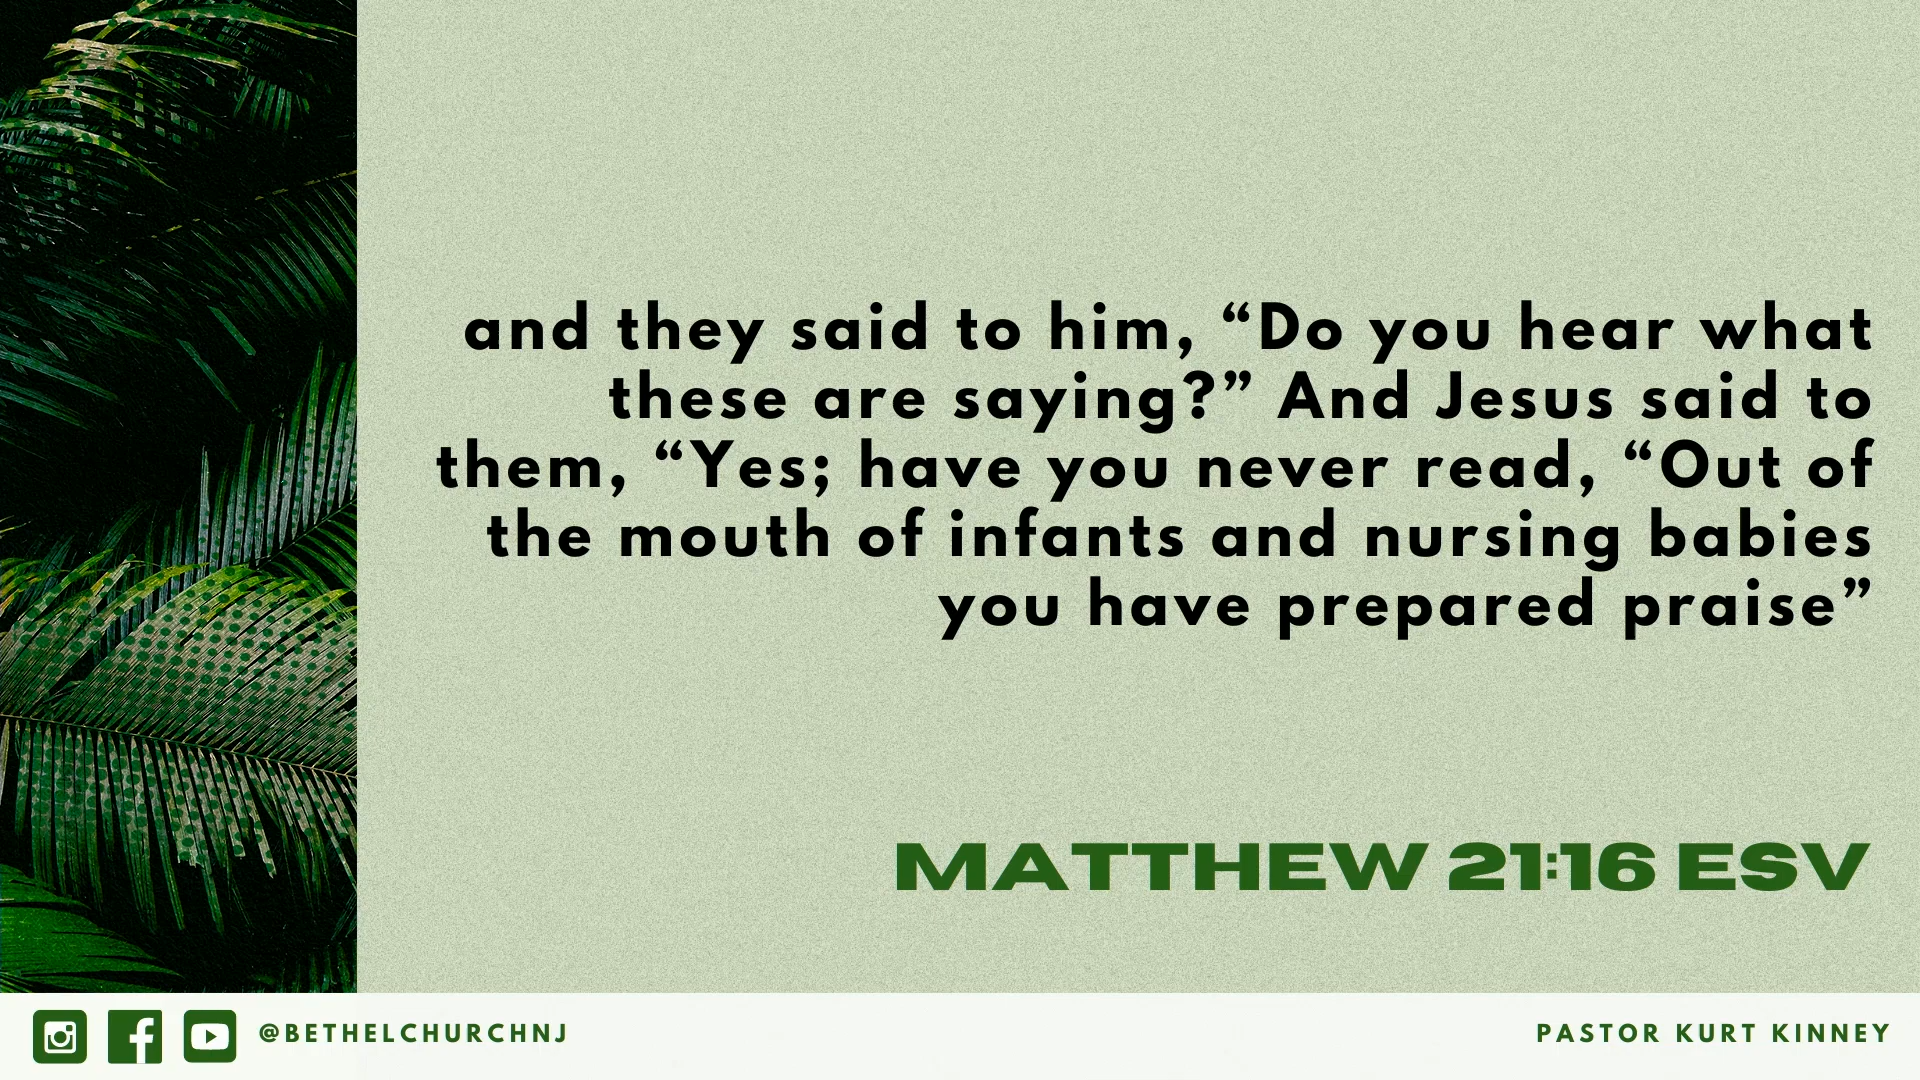 and they said to him, “Do you hear what
these are saying?” And Jesus said to
them, “Yes; have you never read, “Out of
the mouth of infants and nursing babies
you have prepared praise”
MATTHEW 21:16 ESV
@BETHELCHURCHNJ
PASTOR KURT KINNEY